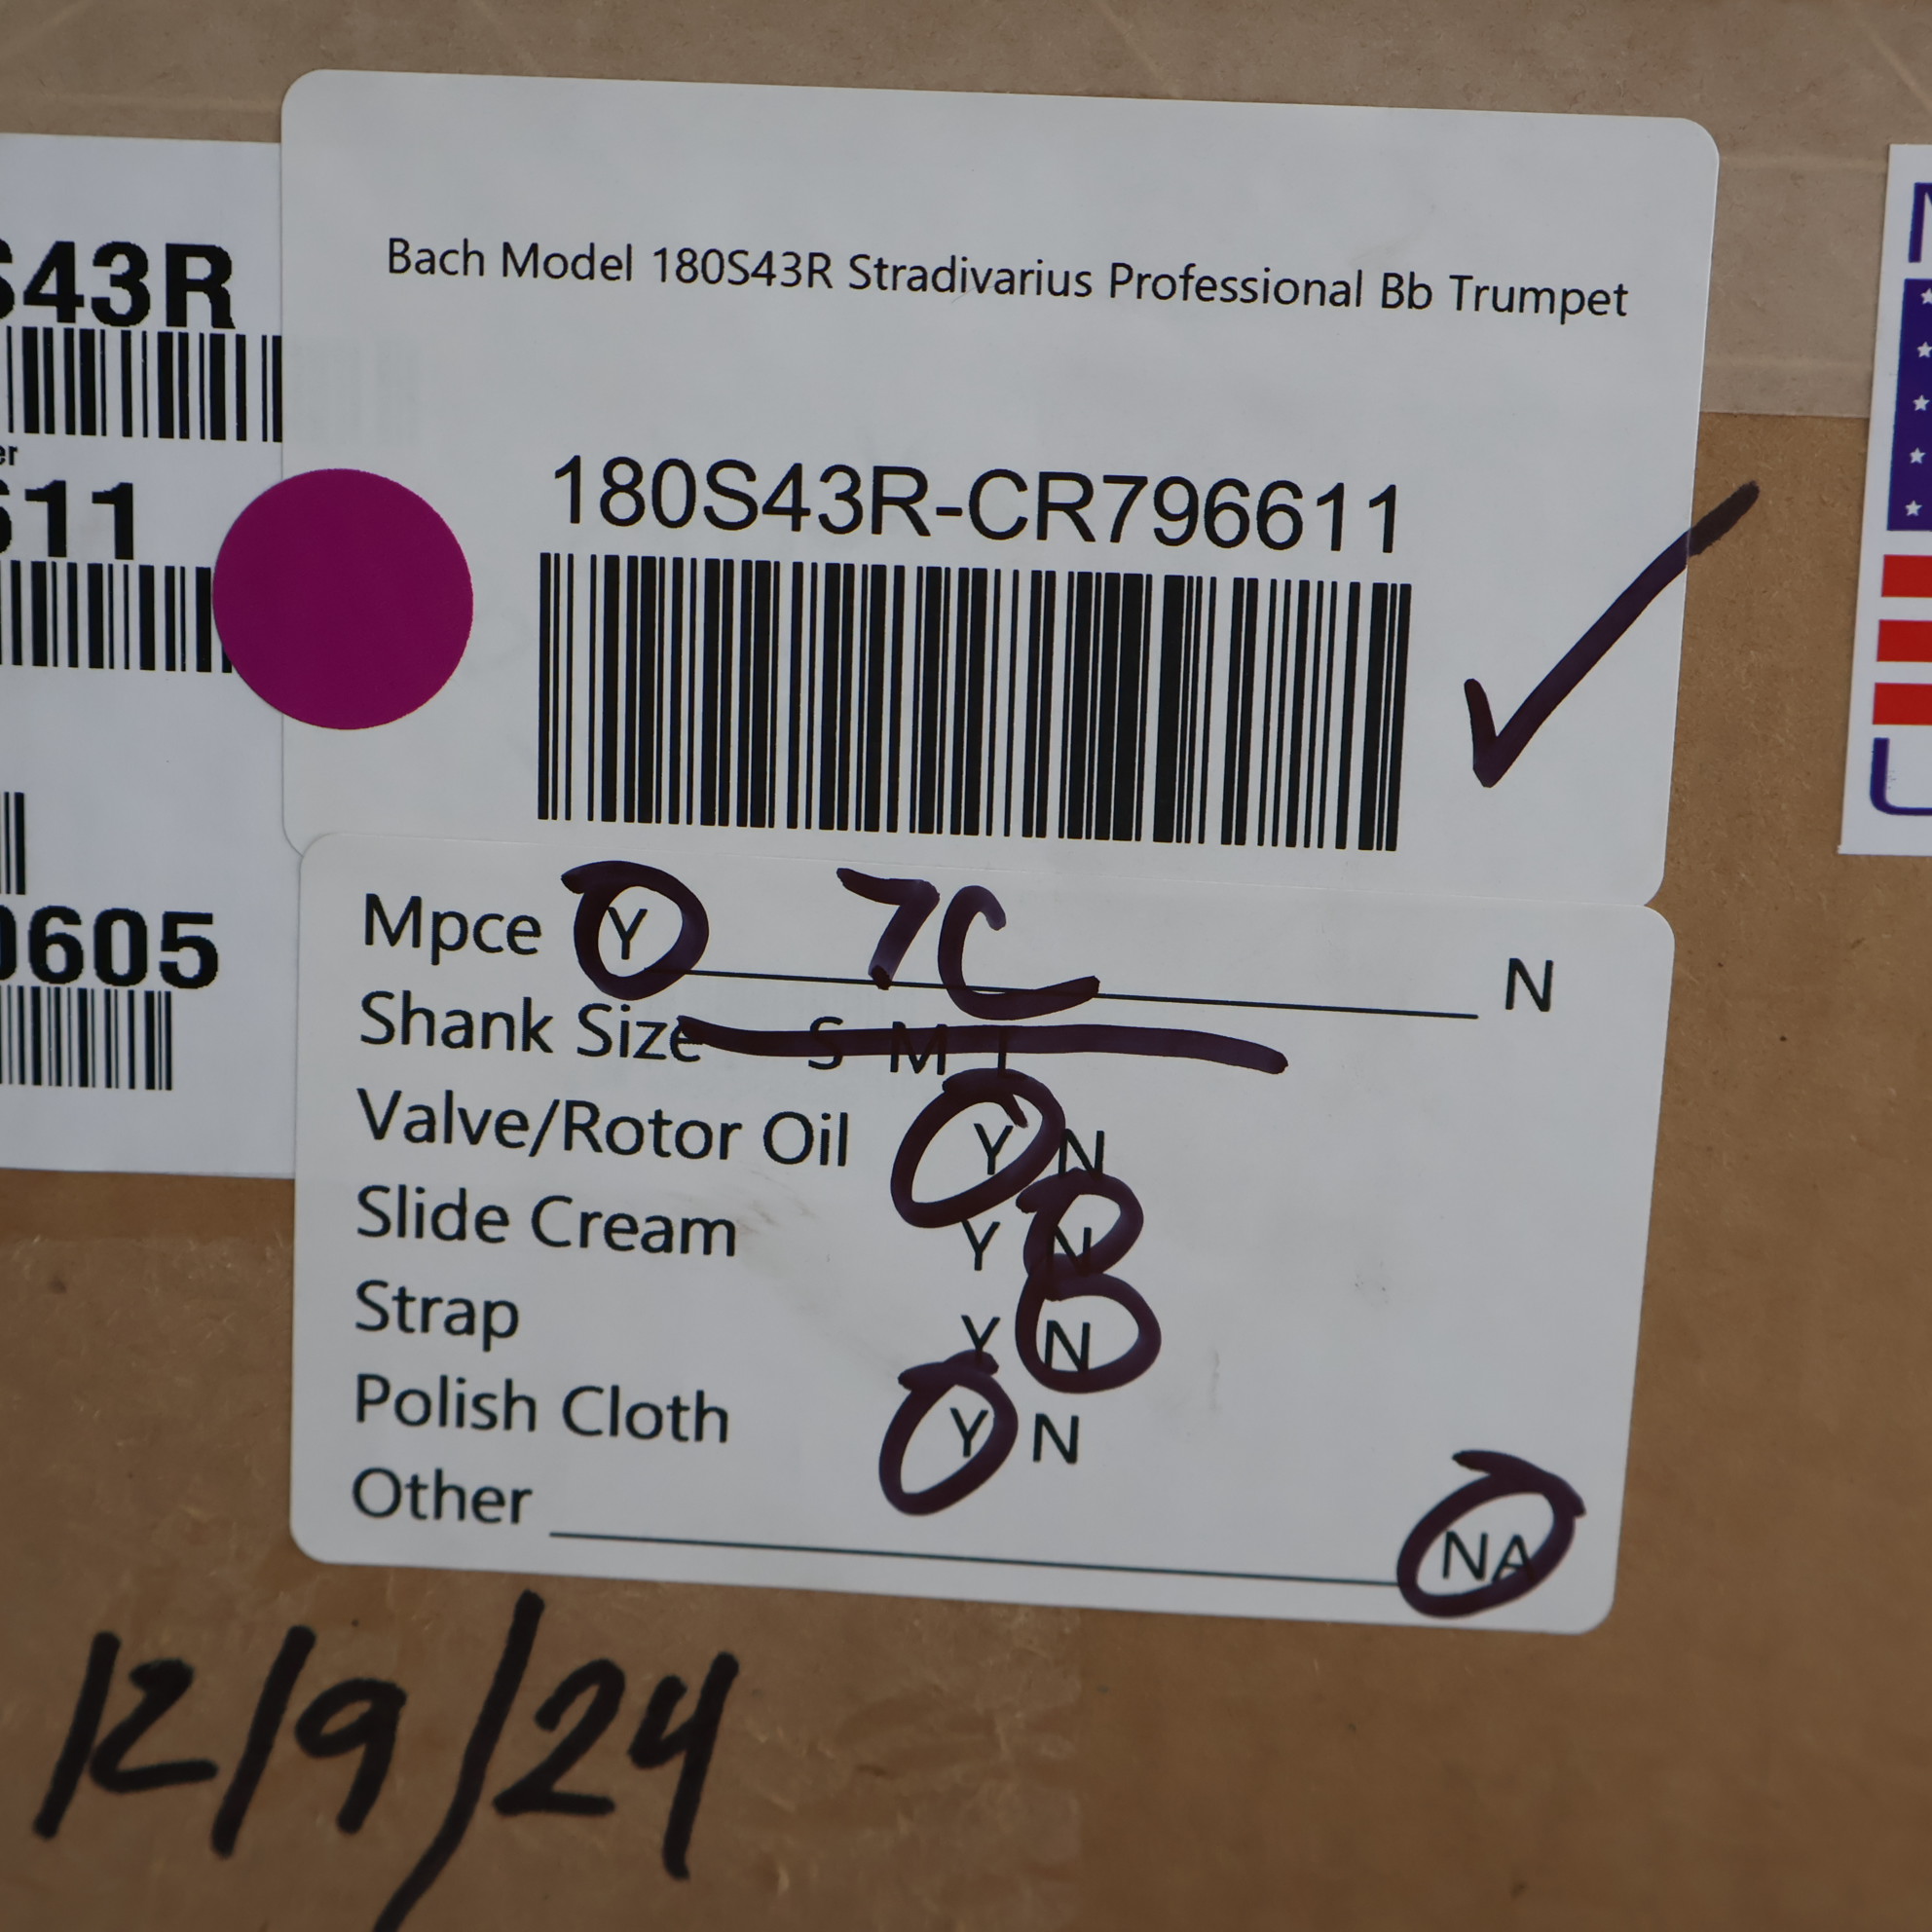 S43R
er
611
0605
Bach Model 180S43R Stradivarius Professional Bb Trumpet
180S43R-CR796611
Mpce Y 7C N
Shank Size S M L
Valve/Rotor Oil Y N
Slide Cream Y N
Strap Y N
Polish Cloth Y N
Other NA
12/9/24